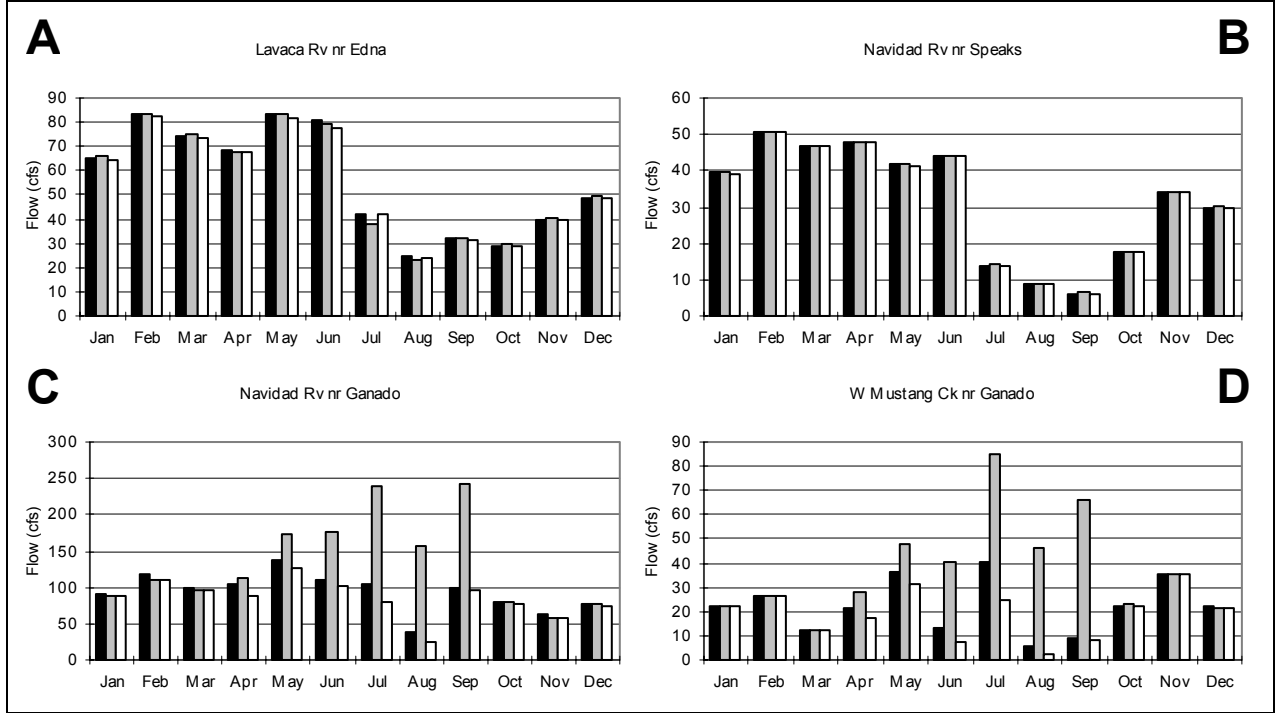 A
Lavaca Rv nr Edna
Flow (cfs)
90
80
70
60
50
40
30
20
10
0
Jan Feb Mar Apr May Jun Jul Aug Sep Oct Nov Dec
B
Navidad Rv nr Speaks
Flow (cfs)
60
50
40
30
20
10
0
Jan Feb Mar Apr May Jun Jul Aug Sep Oct Nov Dec
C
Navidad Rv nr Ganado
Flow (cfs)
300
250
200
150
100
50
0
Jan Feb Mar Apr May Jun Jul Aug Sep Oct Nov Dec
D
W Mustang Ck nr Ganado
Flow (cfs)
90
80
70
60
50
40
30
20
10
0
Jan Feb Mar Apr May Jun Jul Aug Sep Oct Nov Dec